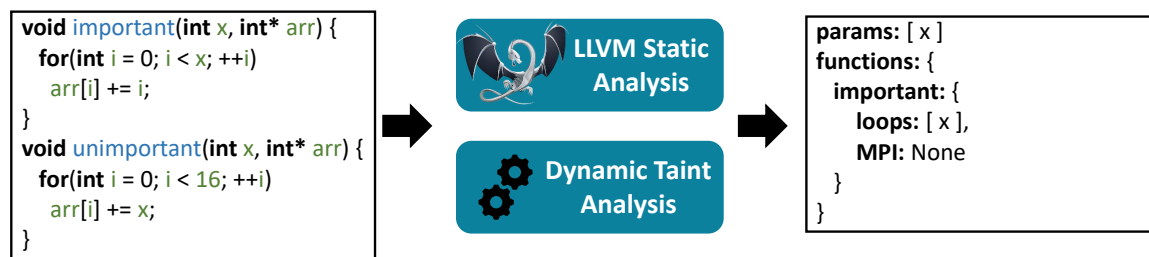 void important(int x, int* arr) {
for(int i = 0; i < x; ++i)
arr[i] += i;
}
void unimportant(int x, int* arr) {
for(int i = 0; i < 16; ++i)
arr[i] += x;
}
LLVM Static
Analysis
Dynamic Taint
Analysis
params: [ x ]
functions: {
important: {
loops: [ x ],
MPI: None
}
}